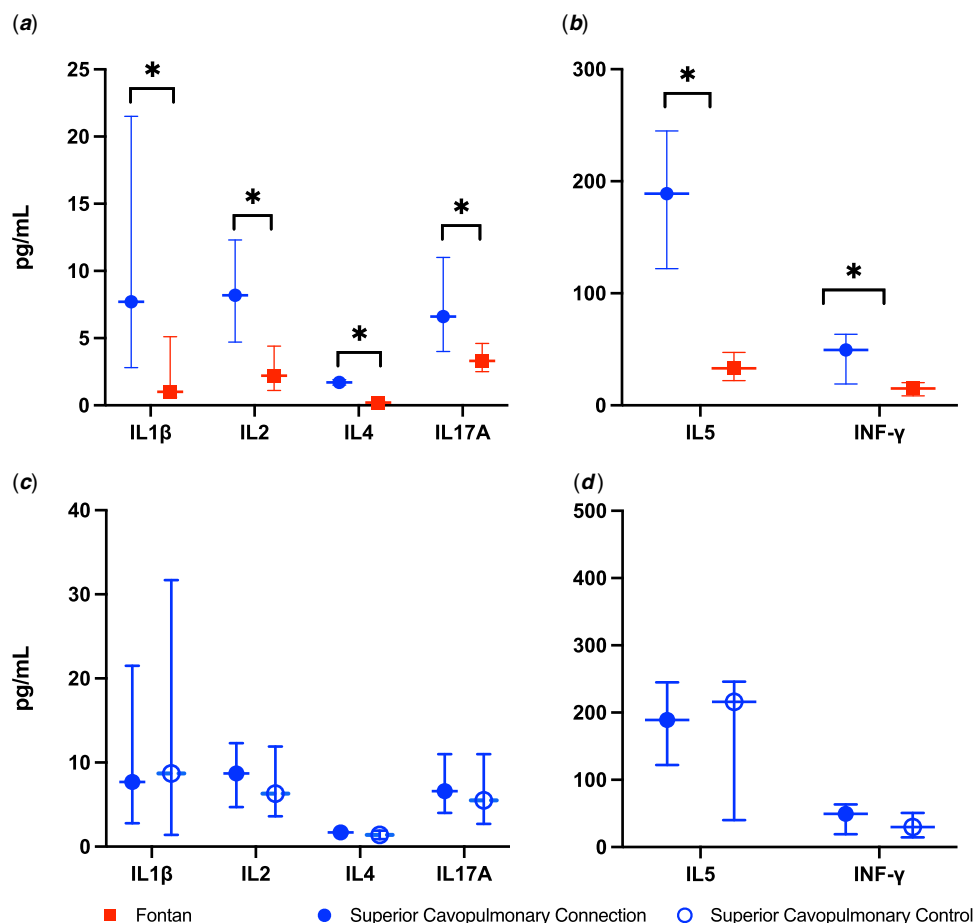 (a)
25
20
15
10
5
0
pg/mL
* * * *
IL1β IL2 IL4 IL17A
(b)
300
200
100
0
* *
IL5 INF-γ
(c)
40
30
20
10
0
pg/mL
IL1β IL2 IL4 IL17A
(d)
500
400
300
200
100
0
IL5 INF-γ
Fontan Superior Cavopulmonary Connection Superior Cavopulmonary Control